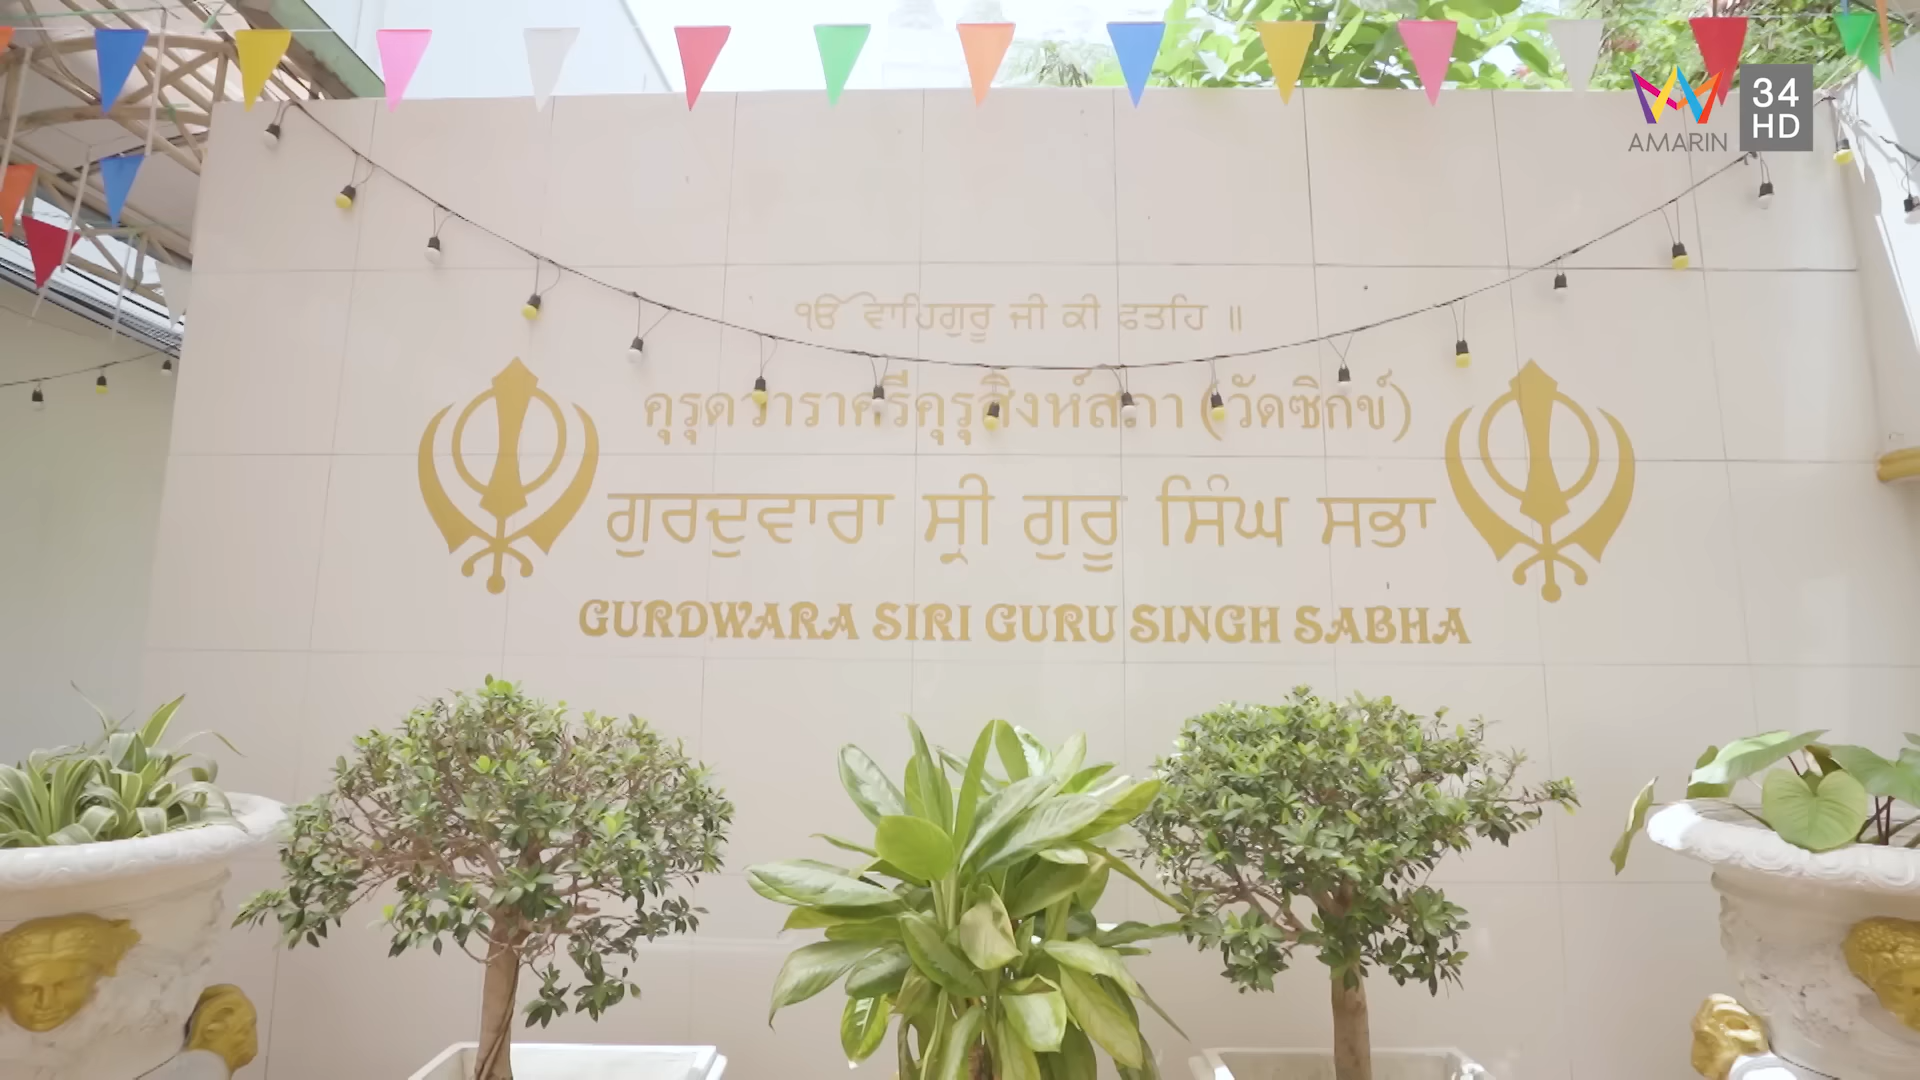 AMARIN
34
HD
ੴ ਵਾਹਿਗੁਰੂ ਜੀ ਕੀ ਫਤਹਿ ॥
คุรุดวาราศรีคุรุสิงห์สภา (วัดซิกข์)
ਗੁਰਦੁਵਾਰਾ ਸ੍ਰੀ ਗੁਰੂ ਸਿੰਘ ਸਭਾ
GURDWARA SIRI GURU SINGH SABHA